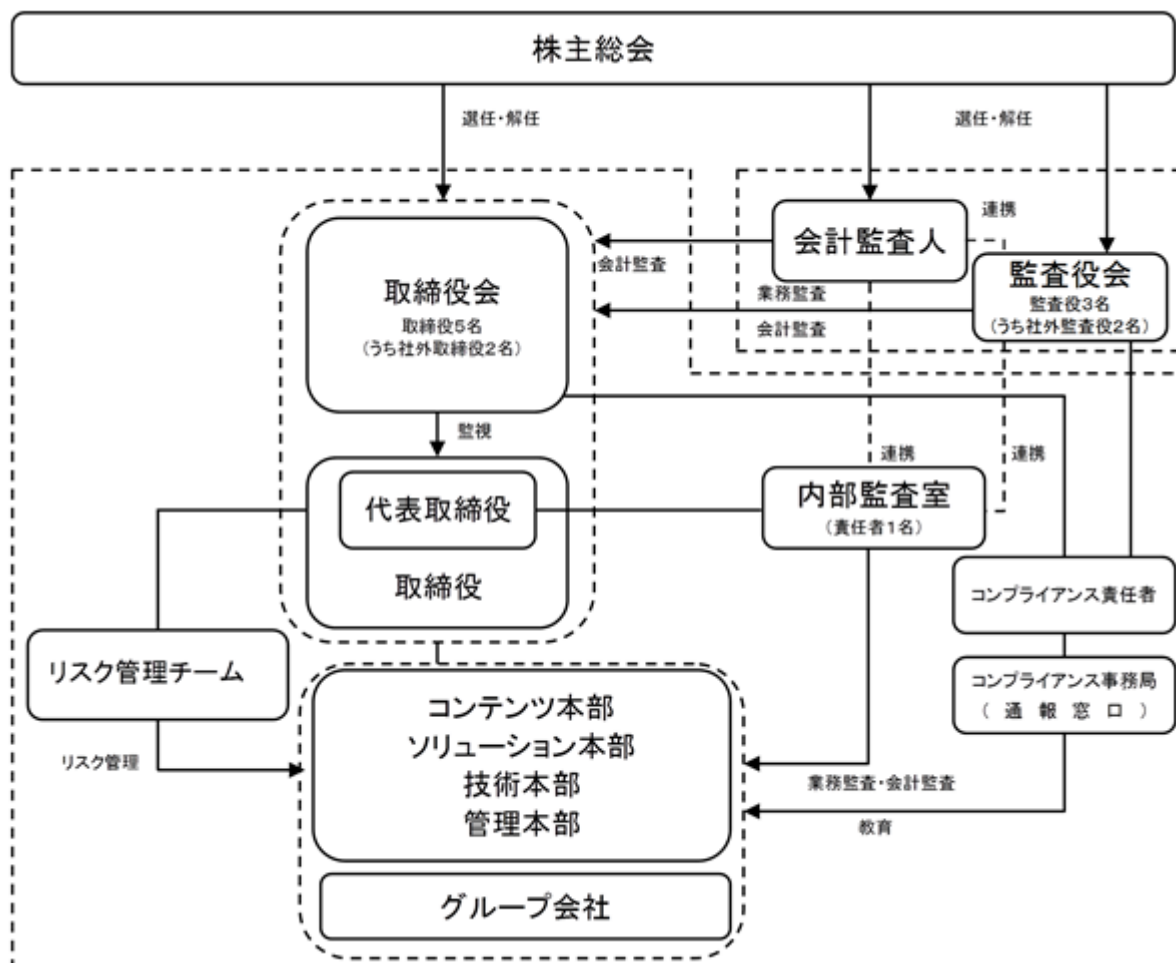 株主総会
選任・解任
選任・解任
連携
会計監査人
会計監査
監査役会
監査役3名
(うち社外監査役2名)
業務監査
会計監査
取締役会
取締役5名
(うち社外取締役2名)
監視
連携
連携
代表取締役
取締役
内部監査室
(責任者1名)
コンプライアンス責任者
リスク管理チーム
コンプライアンス事務局
(通報窓口)
コンテンツ本部
ソリューション本部
技術本部
管理本部
リスク管理
業務監査・会計監査
教育
グループ会社